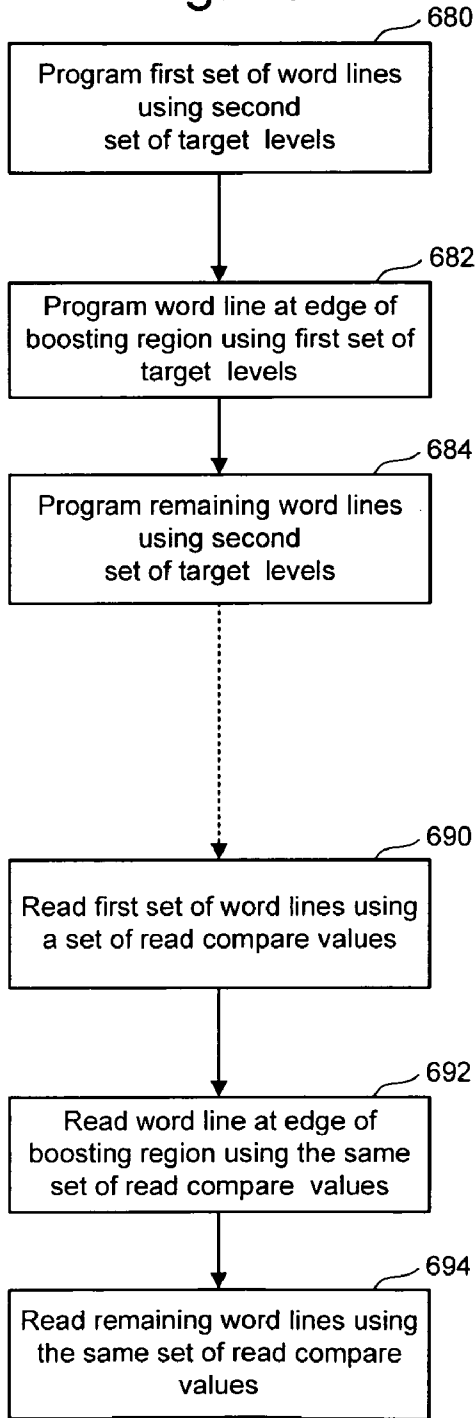 680
Program first set of word lines
using second
set of target levels
682
Program word line at edge of
boosting region using first set of
target levels
684
Program remaining word lines
using second
set of target levels
690
Read first set of word lines using
a set of read compare values
692
Read word line at edge of
boosting region using the same
set of read compare values
694
Read remaining word lines using
the same set of read compare
values